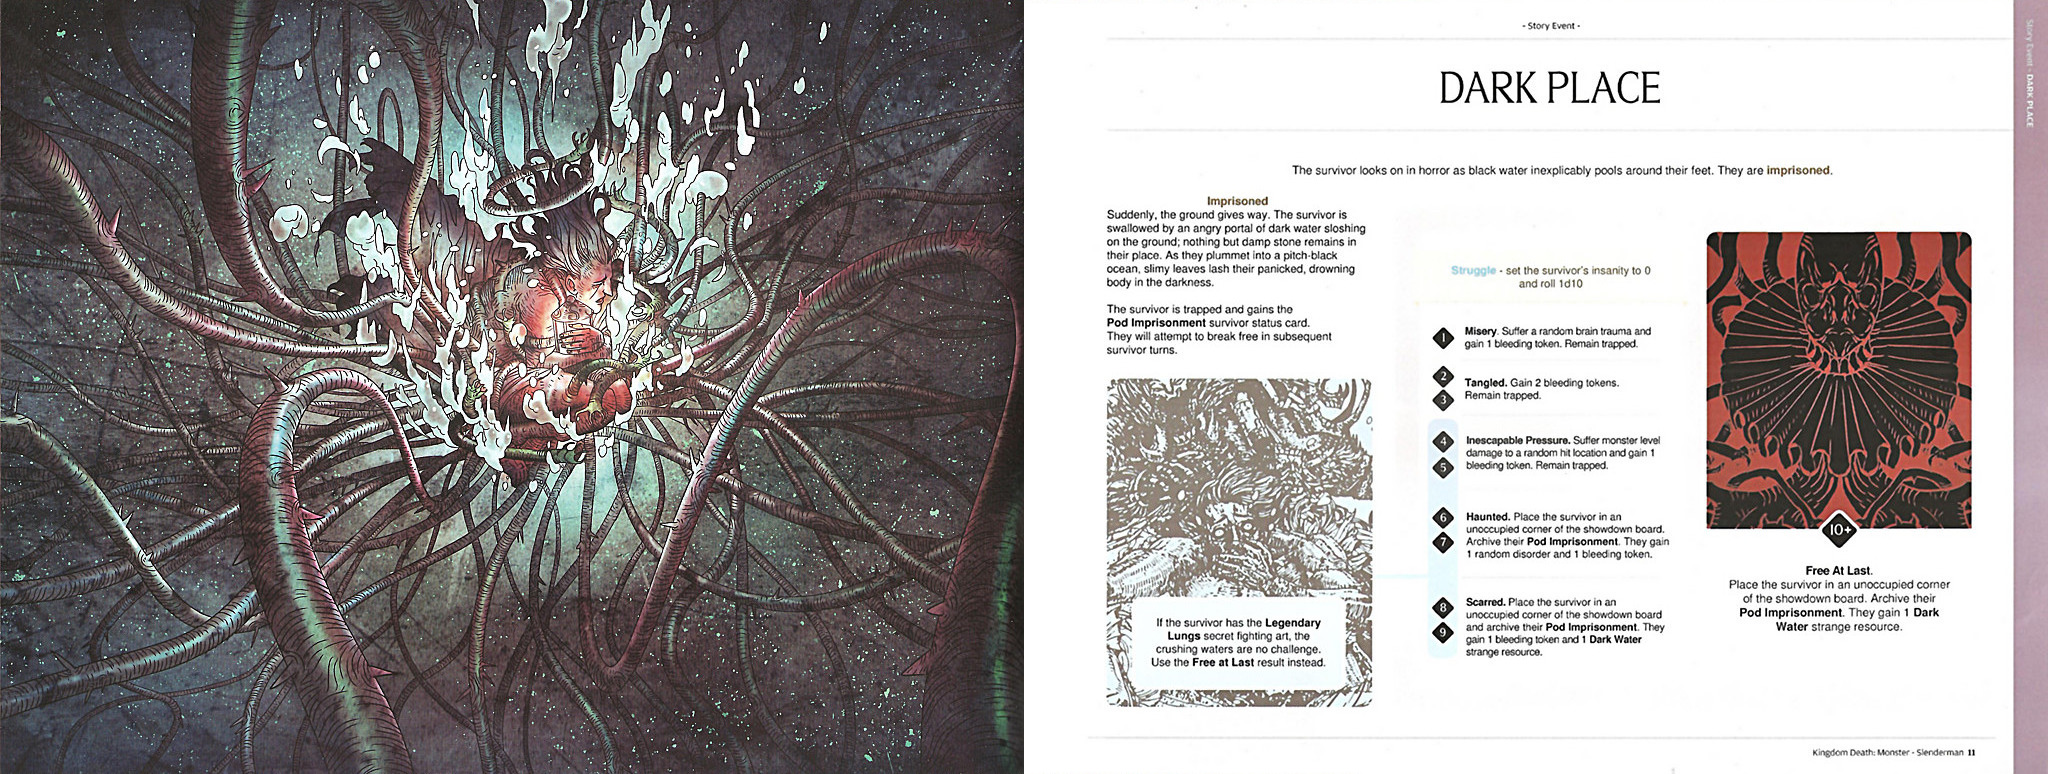 - Story Event -
Story Event - DARK PLACE
DARK PLACE
The survivor looks on in horror as black water inexplicably pools around their feet. They are imprisoned.
Imprisoned
Suddenly, the ground gives way. The survivor is
swallowed by an angry portal of dark water sloshing
on the ground; nothing but damp stone remains in
their place. As they plummet into a pitch-black
ocean, slimy leaves lash their panicked, drowning
body in the darkness.
The survivor is trapped and gains the
Pod Imprisonment survivor status card.
They will attempt to break free in subsequent
survivor turns.
If the survivor has the Legendary
Lungs secret fighting art, the
crushing waters are no challenge.
Use the Free at Last result instead.
Struggle - set the survivor's insanity to 0
and roll 1d10
1
Misery. Suffer a random brain trauma and
gain 1 bleeding token. Remain trapped.
2
3
Tangled. Gain 2 bleeding tokens.
Remain trapped.
4
5
Inescapable Pressure. Suffer monster level
damage to a random hit location and gain 1
bleeding token. Remain trapped.
6
7
Haunted. Place the survivor in an
unoccupied corner of the showdown board.
Archive their Pod Imprisonment. They gain
1 random disorder and 1 bleeding token.
8
9
Scarred. Place the survivor in an
unoccupied corner of the showdown board
and archive their Pod Imprisonment. They
gain 1 bleeding token and 1 Dark Water
strange resource.
10+
Free At Last.
Place the survivor in an unoccupied corner
of the showdown board. Archive their
Pod Imprisonment. They gain 1 Dark
Water strange resource.
Kingdom Death: Monster - Slenderman 11